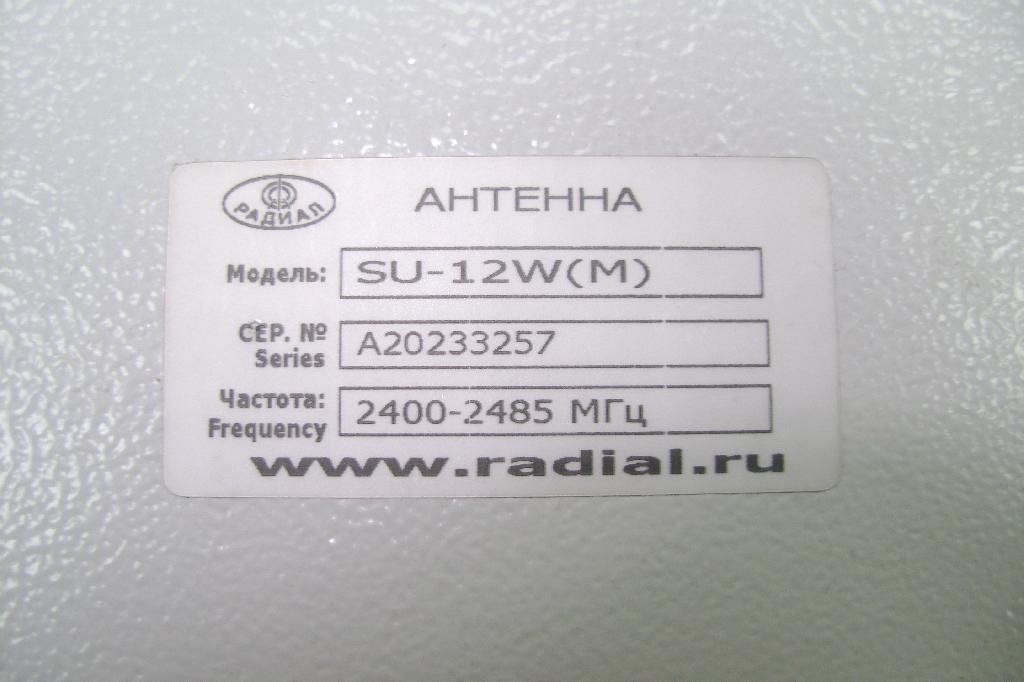 РАДИАЛ
АНТЕННА
Модель: SU-12W(M)
СЕР. №
Series
A20233257
Частота:
Frequency
2400-2485 МГц
www.radial.ru